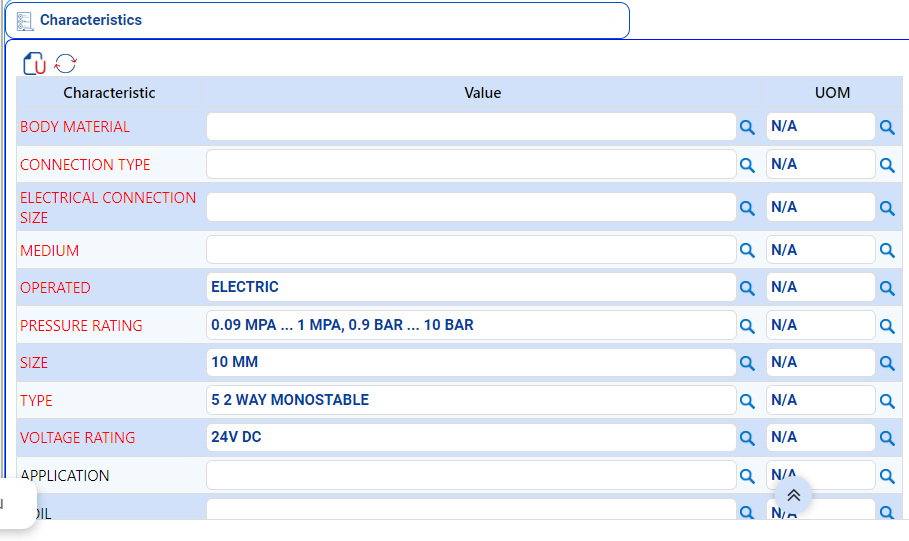 Characteristics
Characteristic Value UOM
BODY MATERIAL N/A
CONNECTION TYPE N/A
ELECTRICAL CONNECTION
SIZE N/A
MEDIUM N/A
OPERATED ELECTRIC N/A
PRESSURE RATING 0.09 MPA ... 1 MPA, 0.9 BAR ... 10 BAR N/A
SIZE 10 MM N/A
TYPE 5 2 WAY MONOSTABLE N/A
VOLTAGE RATING 24V DC N/A
APPLICATION N/A
N/A